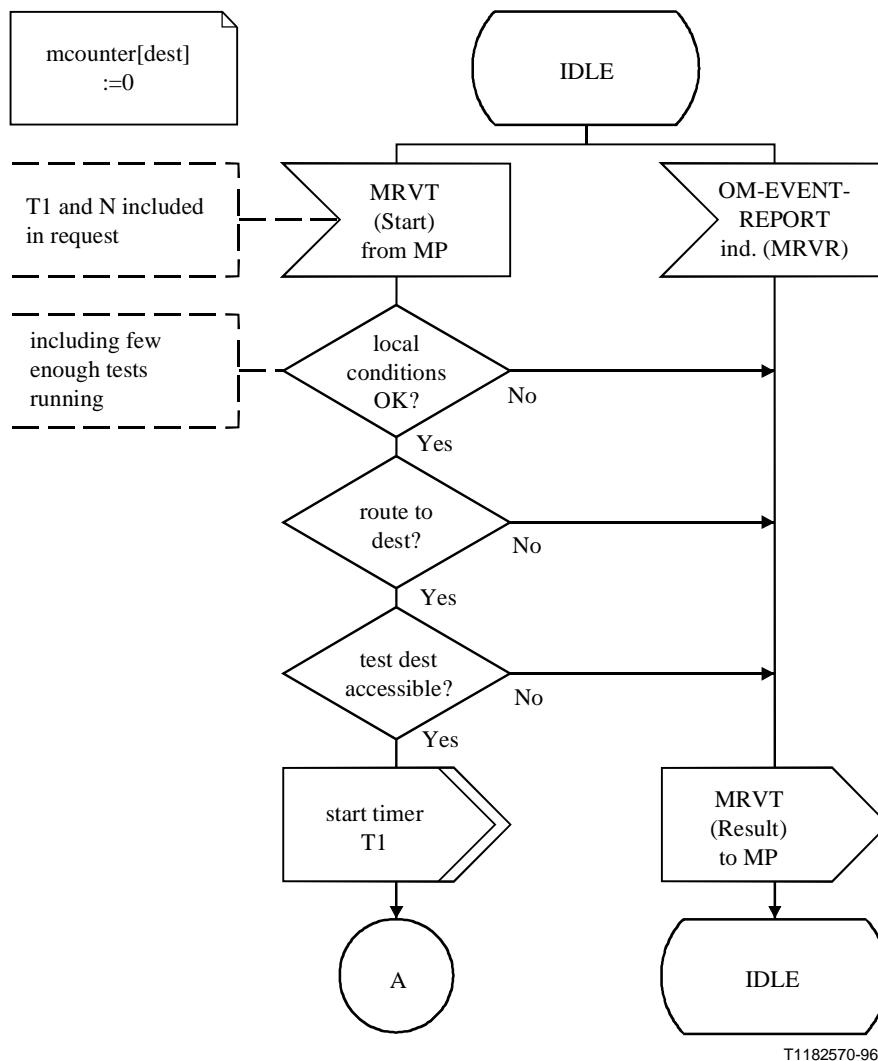 mcounter[dest]
:=0
IDLE
T1 and N included
in request
MRVT
(Start)
from MP
OM-EVENT-
REPORT
ind. (MRVR)
including few
enough tests
running
local
conditions
OK?
No
Yes
route to
dest?
No
Yes
test dest
accessible?
No
Yes
start timer
T1
MRVT
(Result)
to MP
A
IDLE
T1182570-96